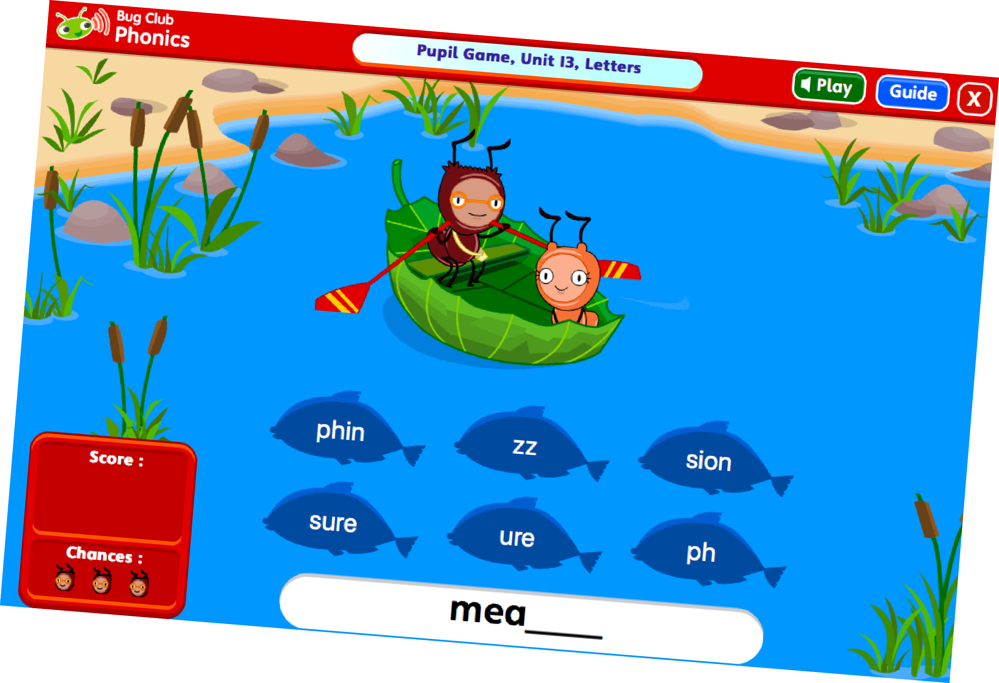 Bug Club
Phonics
Pupil Game, Unit 13, Letters
Play
Guide
X
phin
zz
sion
sure
ure
ph
Score :
Chances :
mea____